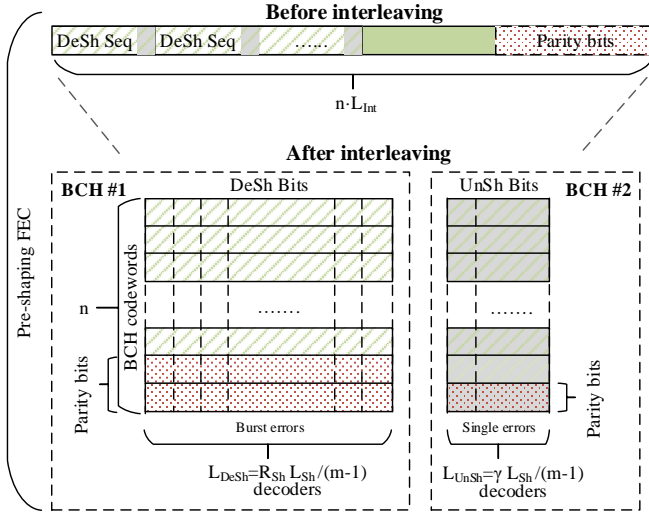 Before interleaving
DeSh Seq DeSh Seq ...... Parity bits
n·L_Int
After interleaving
Pre-shaping FEC
BCH #1 DeSh Bits
UnSh Bits BCH #2
n
BCH codewords
.......
.......
Parity bits
Parity bits
Burst errors
Single errors
L_DeSh=R_Sh L_Sh/(m-1)
decoders
L_UnSh=γ L_Sh/(m-1)
decoders